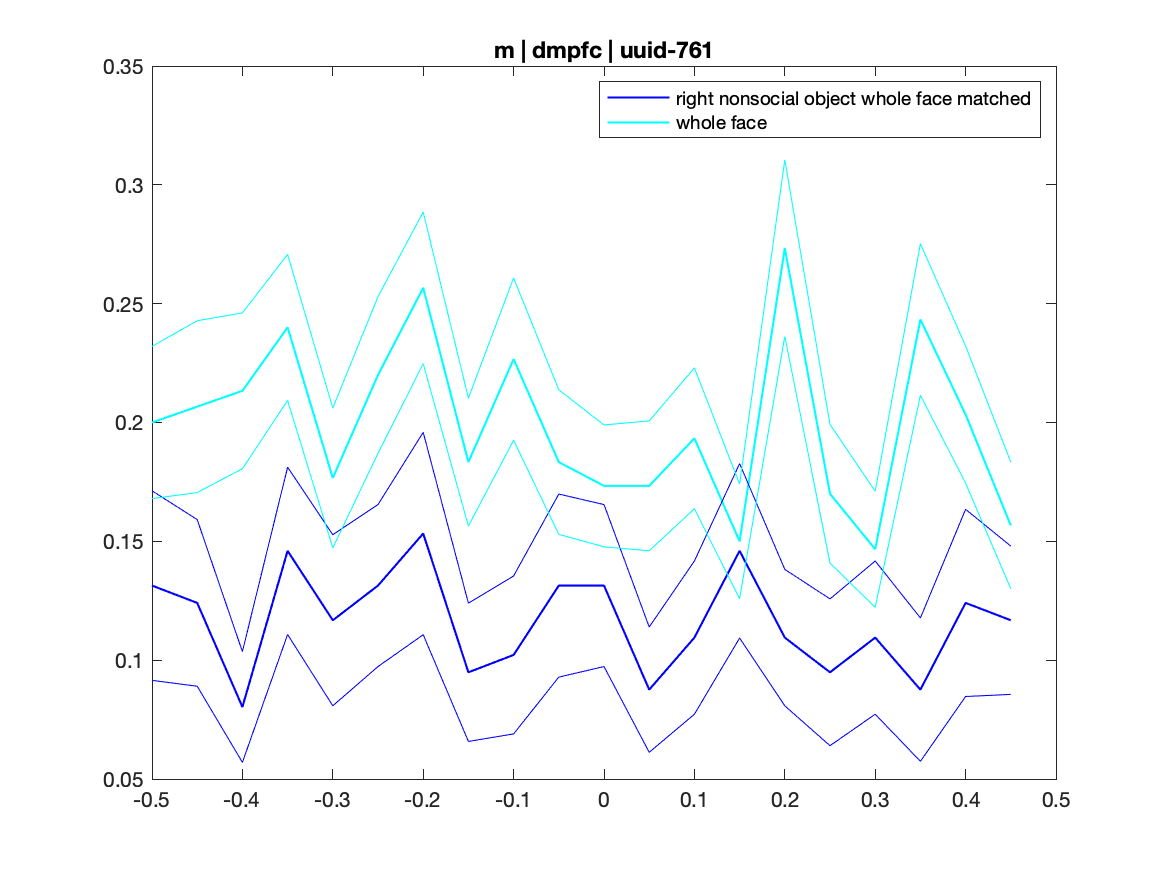 m | dmpfc | uuid-761
right nonsocial object whole face matched
whole face
0.35
0.3
0.25
0.2
0.15
0.1
0.05
-0.5 -0.4 -0.3 -0.2 -0.1 0 0.1 0.2 0.3 0.4 0.5